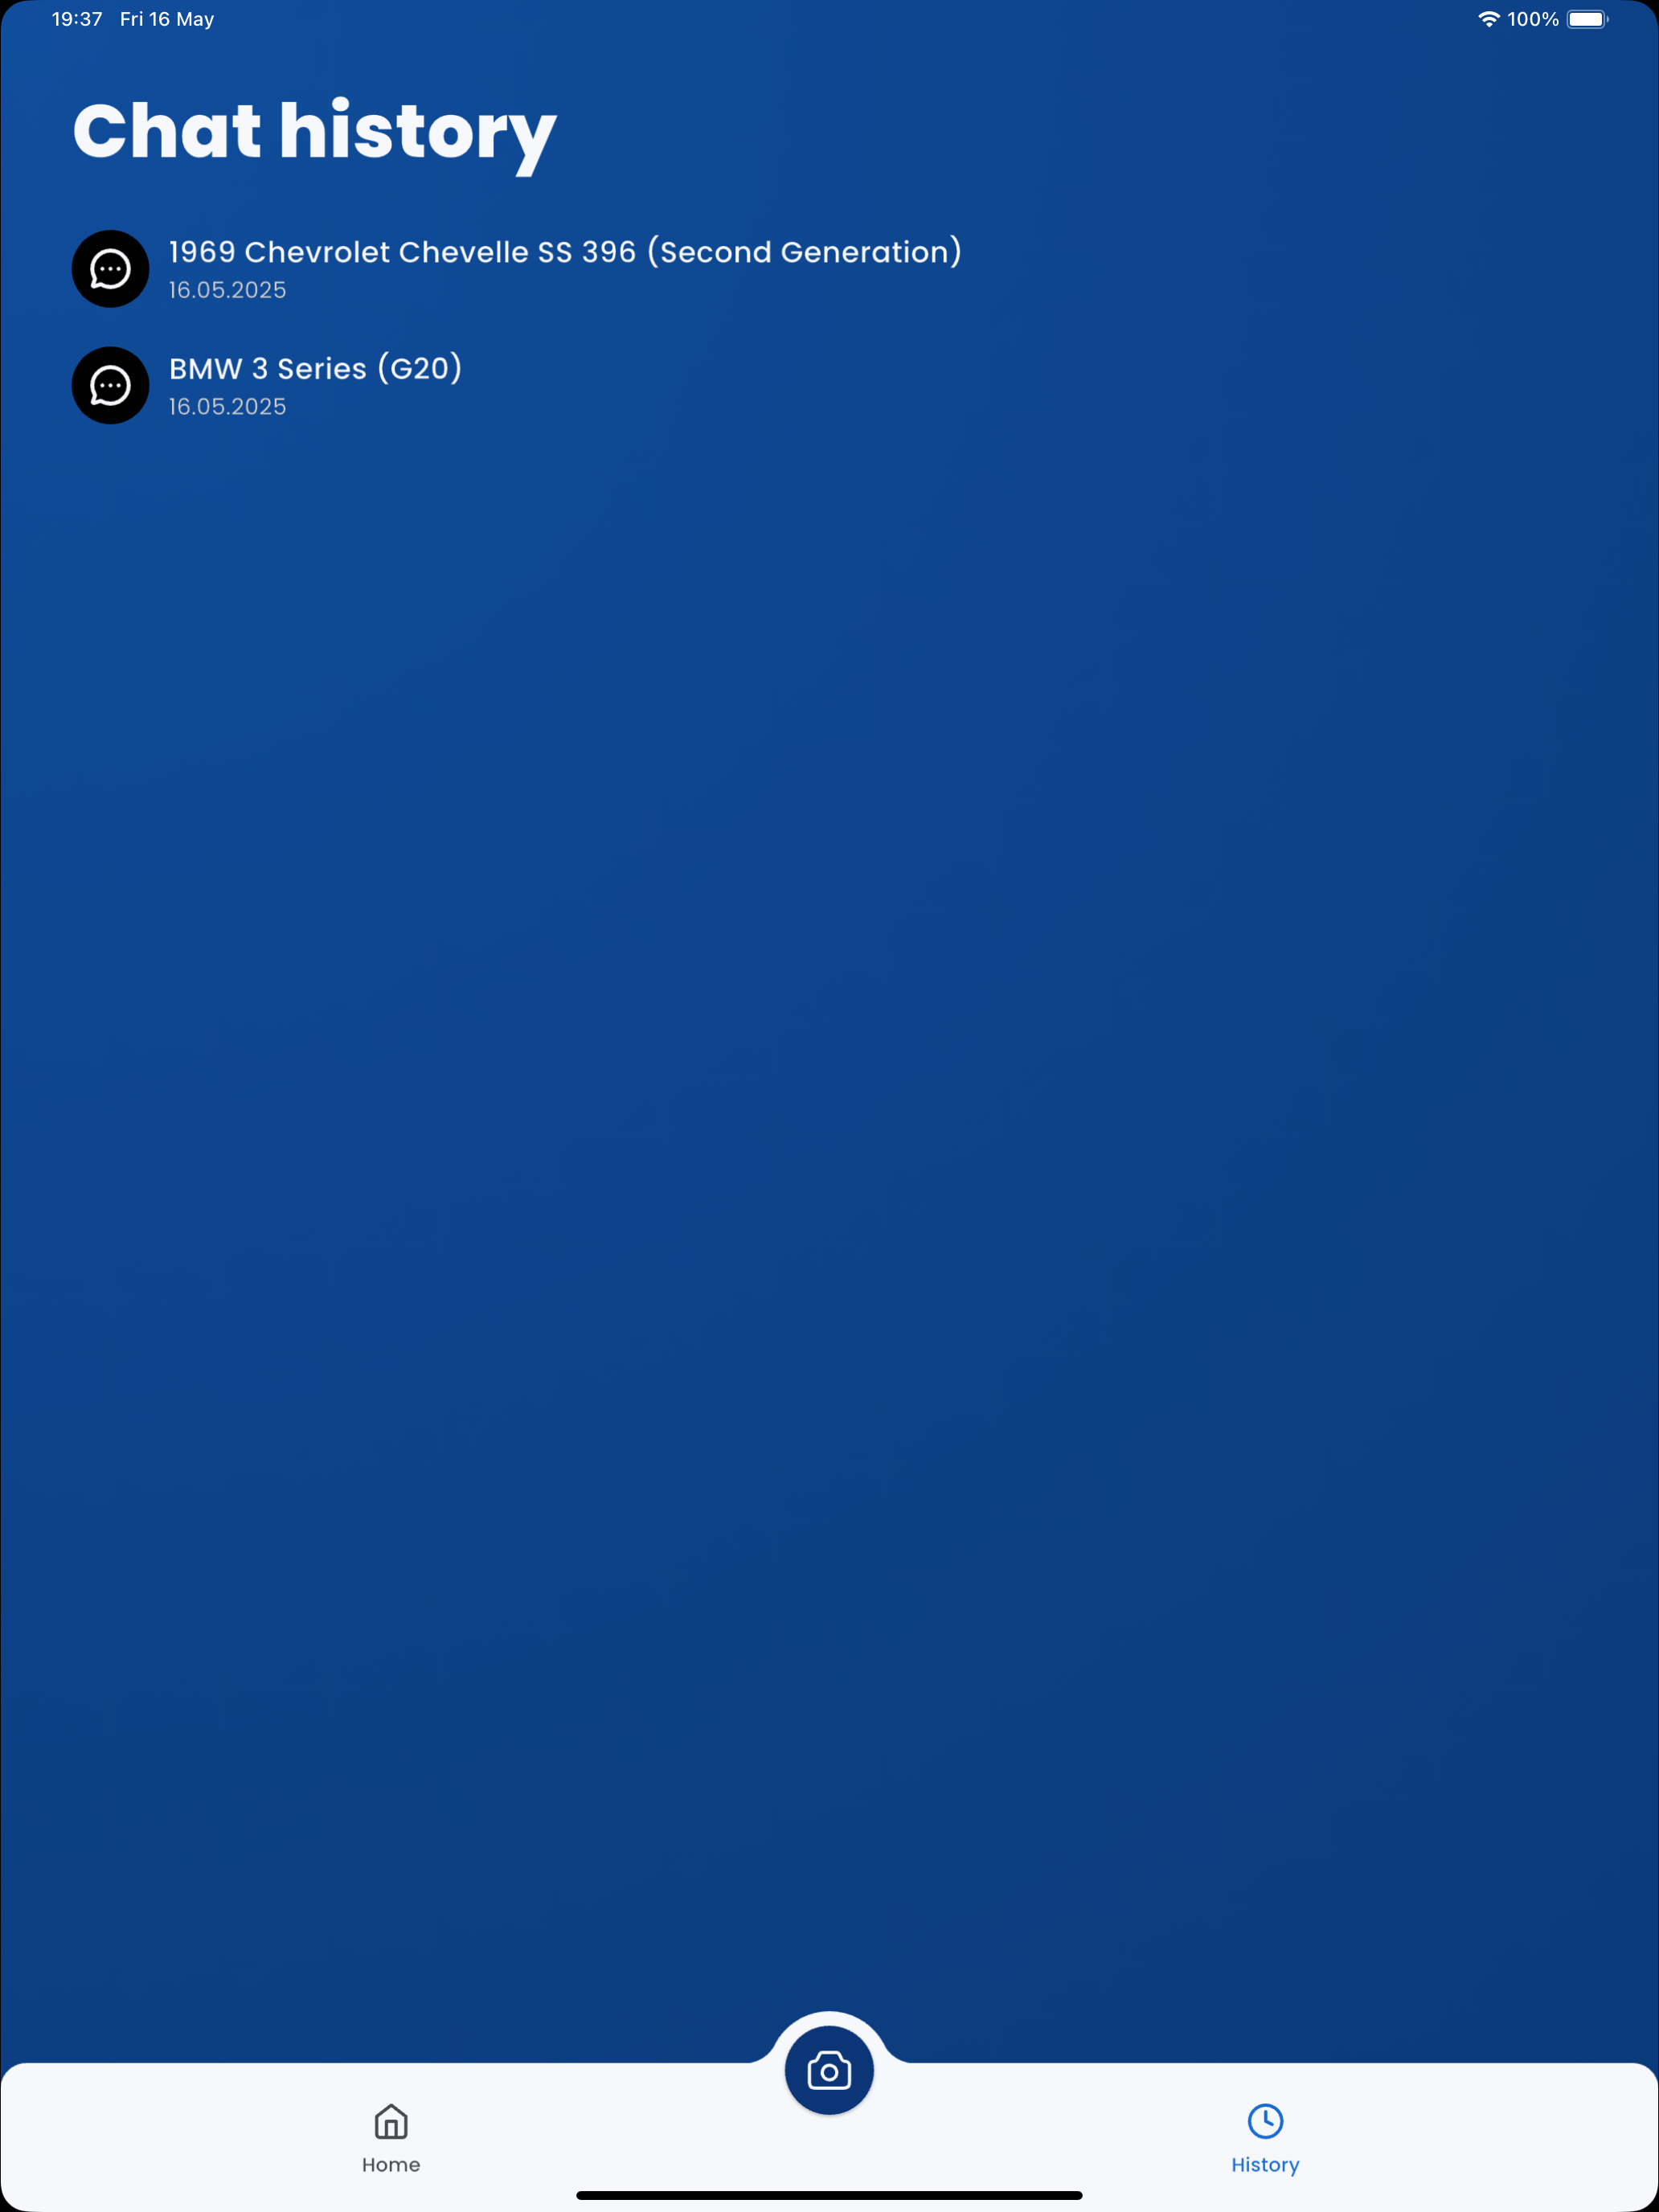 19:37 Fri 16 May 100%
Chat history
1969 Chevrolet Chevelle SS 396 (Second Generation)
16.05.2025
BMW 3 Series (G20)
16.05.2025
Home
History